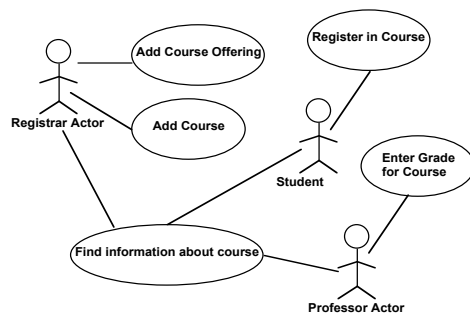 Register in Course
Add Course Offering
Add Course
Registrar Actor
Enter Grade
for Course
Student
Find information about course
Professor Actor